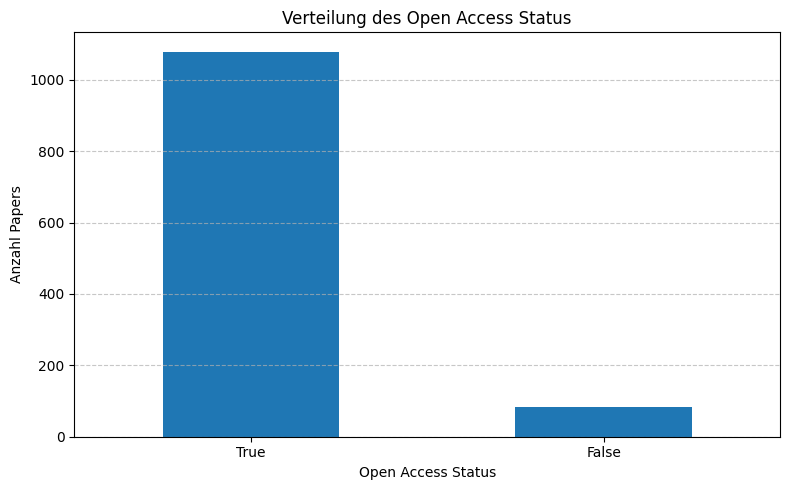 Verteilung des Open Access Status
Anzahl Papers
1000
800
600
400
200
0
True
False
Open Access Status